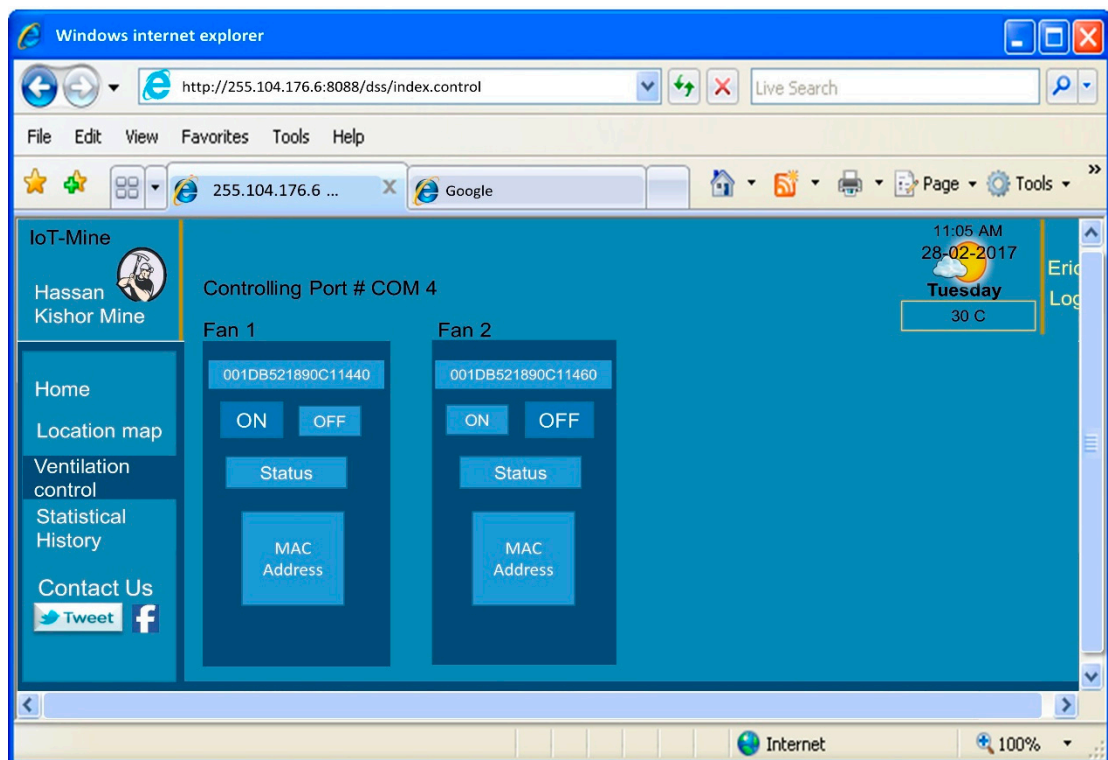 Windows internet explorer
http://255.104.176.6:8088/dss/index.control
Live Search
File Edit View Favorites Tools Help
255.104.176.6 ...
Google
Page
Tools
IoT-Mine
Hassan
Kishor Mine
Controlling Port # COM 4
11:05 AM
28-02-2017
Tuesday
30 C
Eric
Log
Home
Location map
Ventilation
control
Statistical
History
Contact Us
Tweet
Fan 1
001DB521890C11440
ON OFF
Status
MAC
Address
Fan 2
001DB521890C11460
ON OFF
Status
MAC
Address
Internet
100%